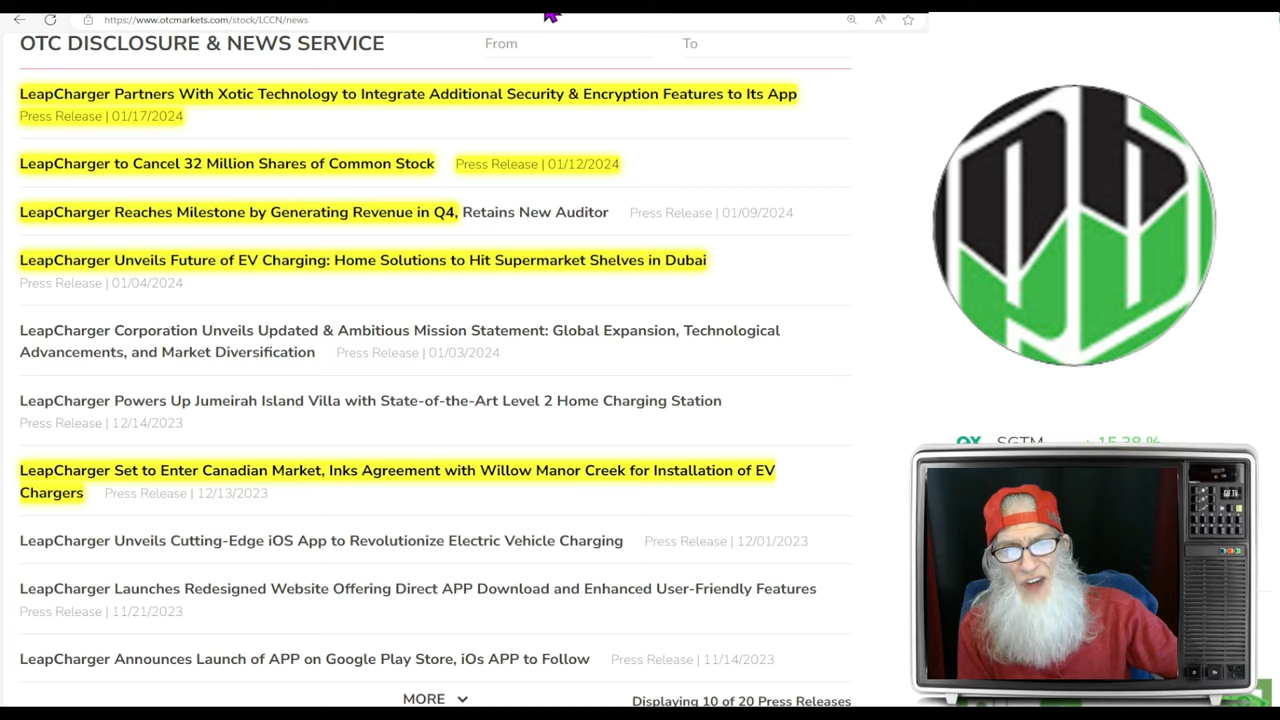 https://www.otcmarkets.com/stock/LCCN/news
OTC DISCLOSURE & NEWS SERVICE
From
To
LeapCharger Partners With Xotic Technology to Integrate Additional Security & Encryption Features to Its App
Press Release | 01/17/2024
LeapCharger to Cancel 32 Million Shares of Common Stock Press Release | 01/12/2024
LeapCharger Reaches Milestone by Generating Revenue in Q4, Retains New Auditor Press Release | 01/09/2024
LeapCharger Unveils Future of EV Charging: Home Solutions to Hit Supermarket Shelves in Dubai
Press Release | 01/04/2024
LeapCharger Corporation Unveils Updated & Ambitious Mission Statement: Global Expansion, Technological
Advancements, and Market Diversification Press Release | 01/03/2024
LeapCharger Powers Up Jumeirah Island Villa with State-of-the-Art Level 2 Home Charging Station
Press Release | 12/14/2023
LeapCharger Set to Enter Canadian Market, Inks Agreement with Willow Manor Creek for Installation of EV
Chargers Press Release | 12/13/2023
LeapCharger Unveils Cutting-Edge iOS App to Revolutionize Electric Vehicle Charging Press Release | 12/01/2023
LeapCharger Launches Redesigned Website Offering Direct APP Download and Enhanced User-Friendly Features
Press Release | 11/21/2023
LeapCharger Announces Launch of APP on Google Play Store, iOS APP to Follow Press Release | 11/14/2023
MORE
Displaying 10 of 20 Press Releases
SGTM
15.38 %